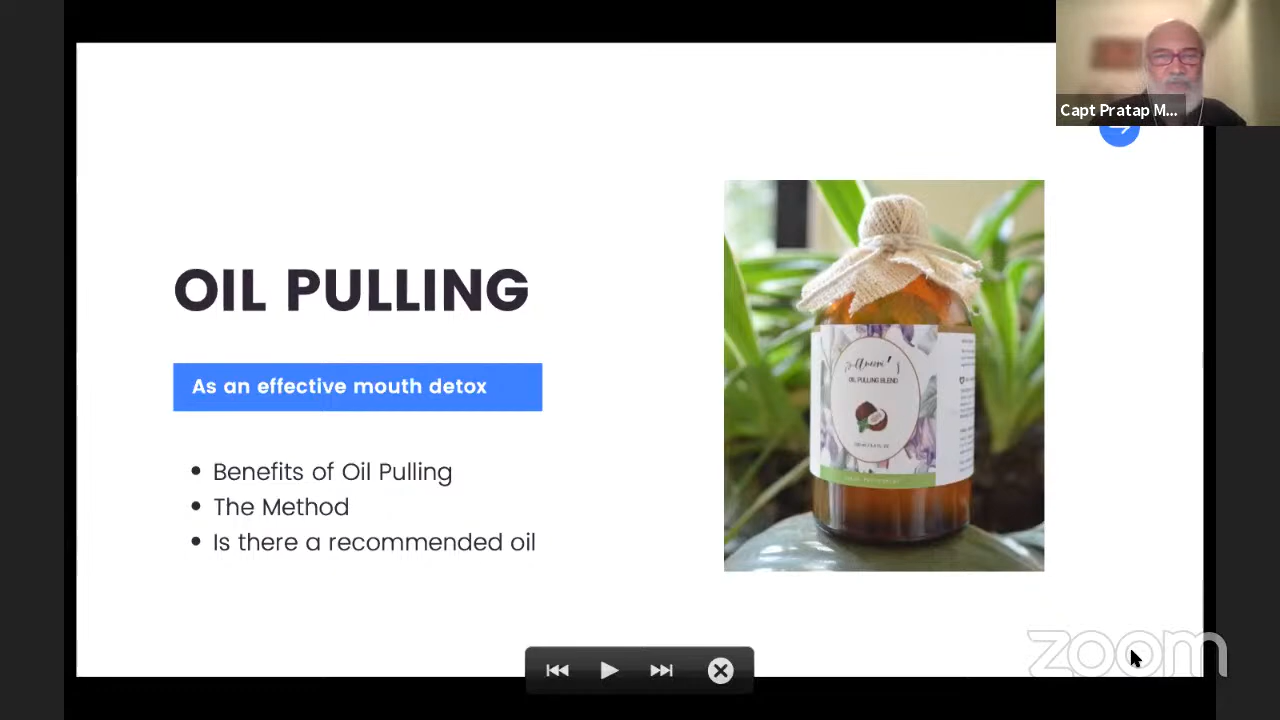 Capt Pratap M...
OIL PULLING
As an effective mouth detox
• Benefits of Oil Pulling
• The Method
• Is there a recommended oil
OIL PULLING BLEND
zoom